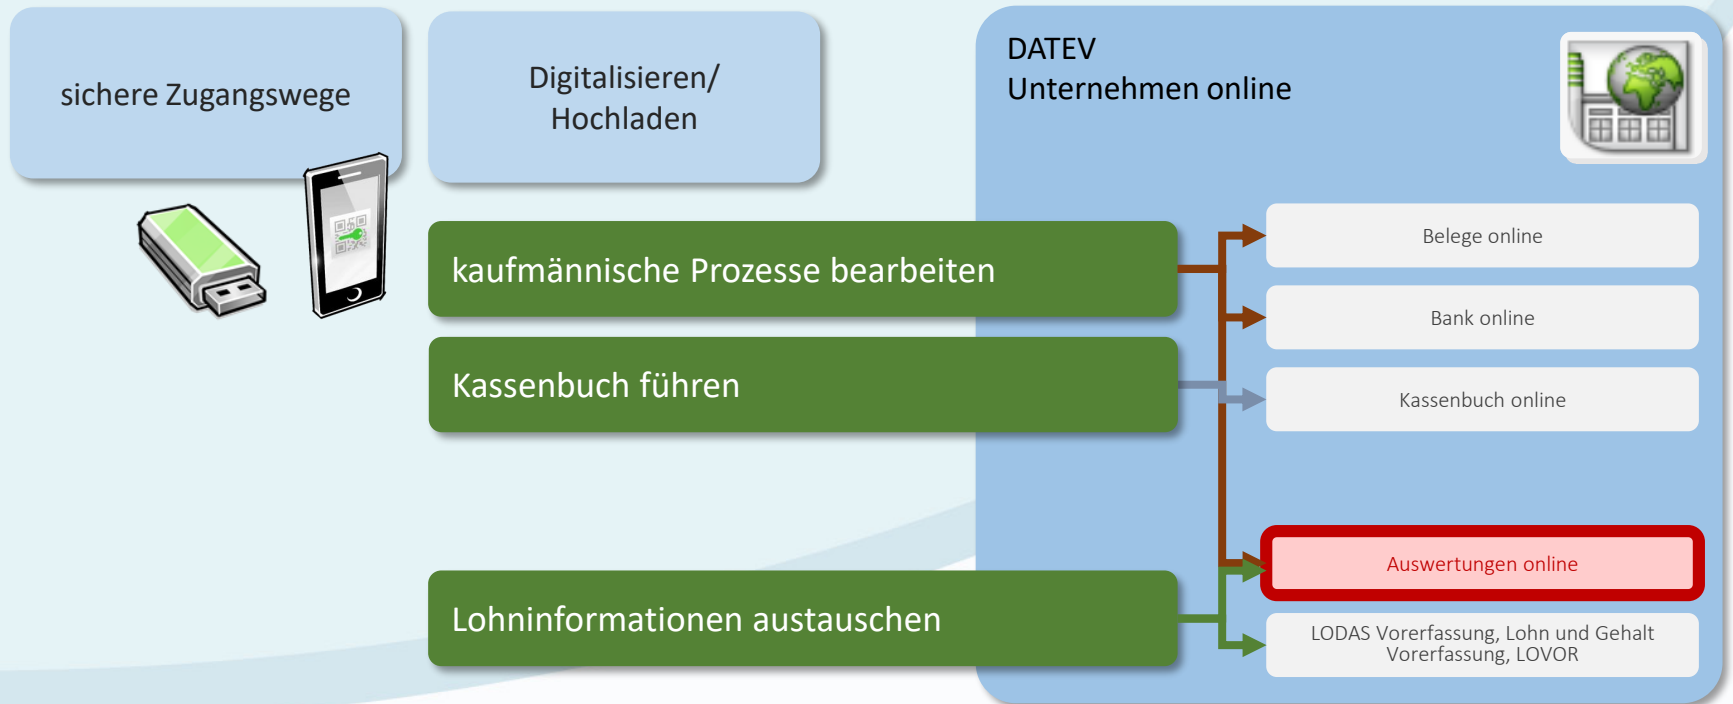 sichere Zugangswege
Digitalisieren/
Hochladen
DATEV
Unternehmen online
kaufmännische Prozesse bearbeiten
Kassenbuch führen
Lohninformationen austauschen
Belege online
Bank online
Kassenbuch online
Auswertungen online
LODAS Vorerfassung, Lohn und Gehalt
Vorerfassung, LOVOR